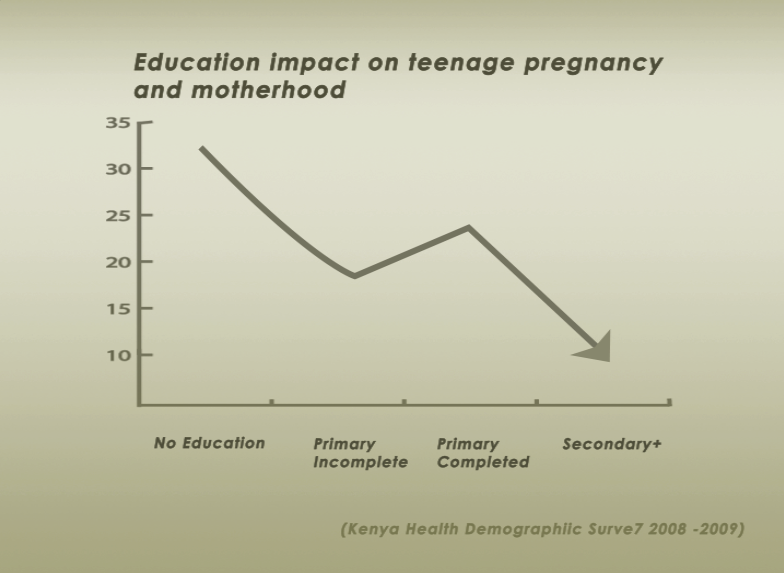 Education impact on teenage pregnancy
and motherhood
35
30
25
20
15
10
No Education
Primary
Incomplete
Primary
Completed
Secondary+
(Kenya Health Demographiic Surve7 2008 -2009)